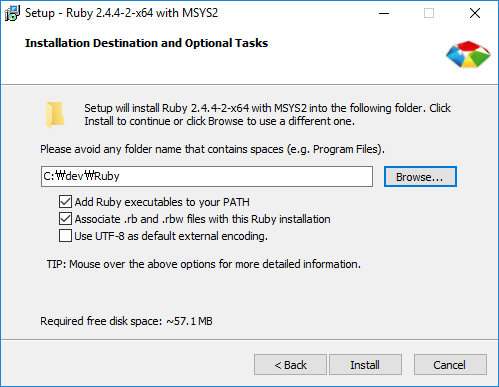 Setup - Ruby 2.4.4-2-x64 with MSYS2
Installation Destination and Optional Tasks
Setup will install Ruby 2.4.4-2-x64 with MSYS2 into the following folder. Click
Install to continue or click Browse to use a different one.
Please avoid any folder name that contains spaces (e.g. Program Files).
C:₩dev₩Ruby
Browse...
Add Ruby executables to your PATH
Associate .rb and .rbw files with this Ruby installation
Use UTF-8 as default external encoding.
TIP: Mouse over the above options for more detailed information.
Required free disk space: ~57.1 MB
< Back
Install
Cancel